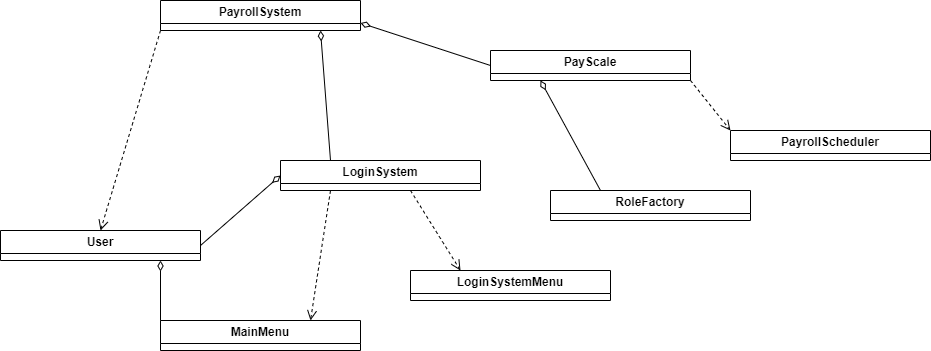 PayrollSystem
PayScale
PayrollScheduler
LoginSystem
RoleFactory
User
LoginSystemMenu
MainMenu